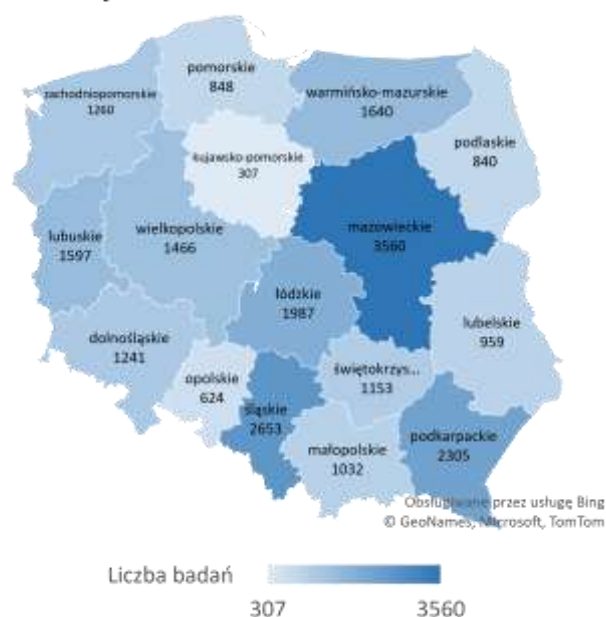 pomorskie
848
zachodniopomorskie
1260
warmińsko-mazurskie
1640
podlaskie
840
kujawsko-pomorskie
307
mazowieckie
3560
wielkopolskie
1466
lubuskie
1597
łódzkie
1987
lubelskie
959
dolnośląskie
1241
opolskie
624
świętokrzys...
1153
śląskie
2653
podkarpackie
2305
małopolskie
1032
Obsługiwane przez usługę Bing
© GeoNames, Microsoft, TomTom
Liczba badań
307 3560